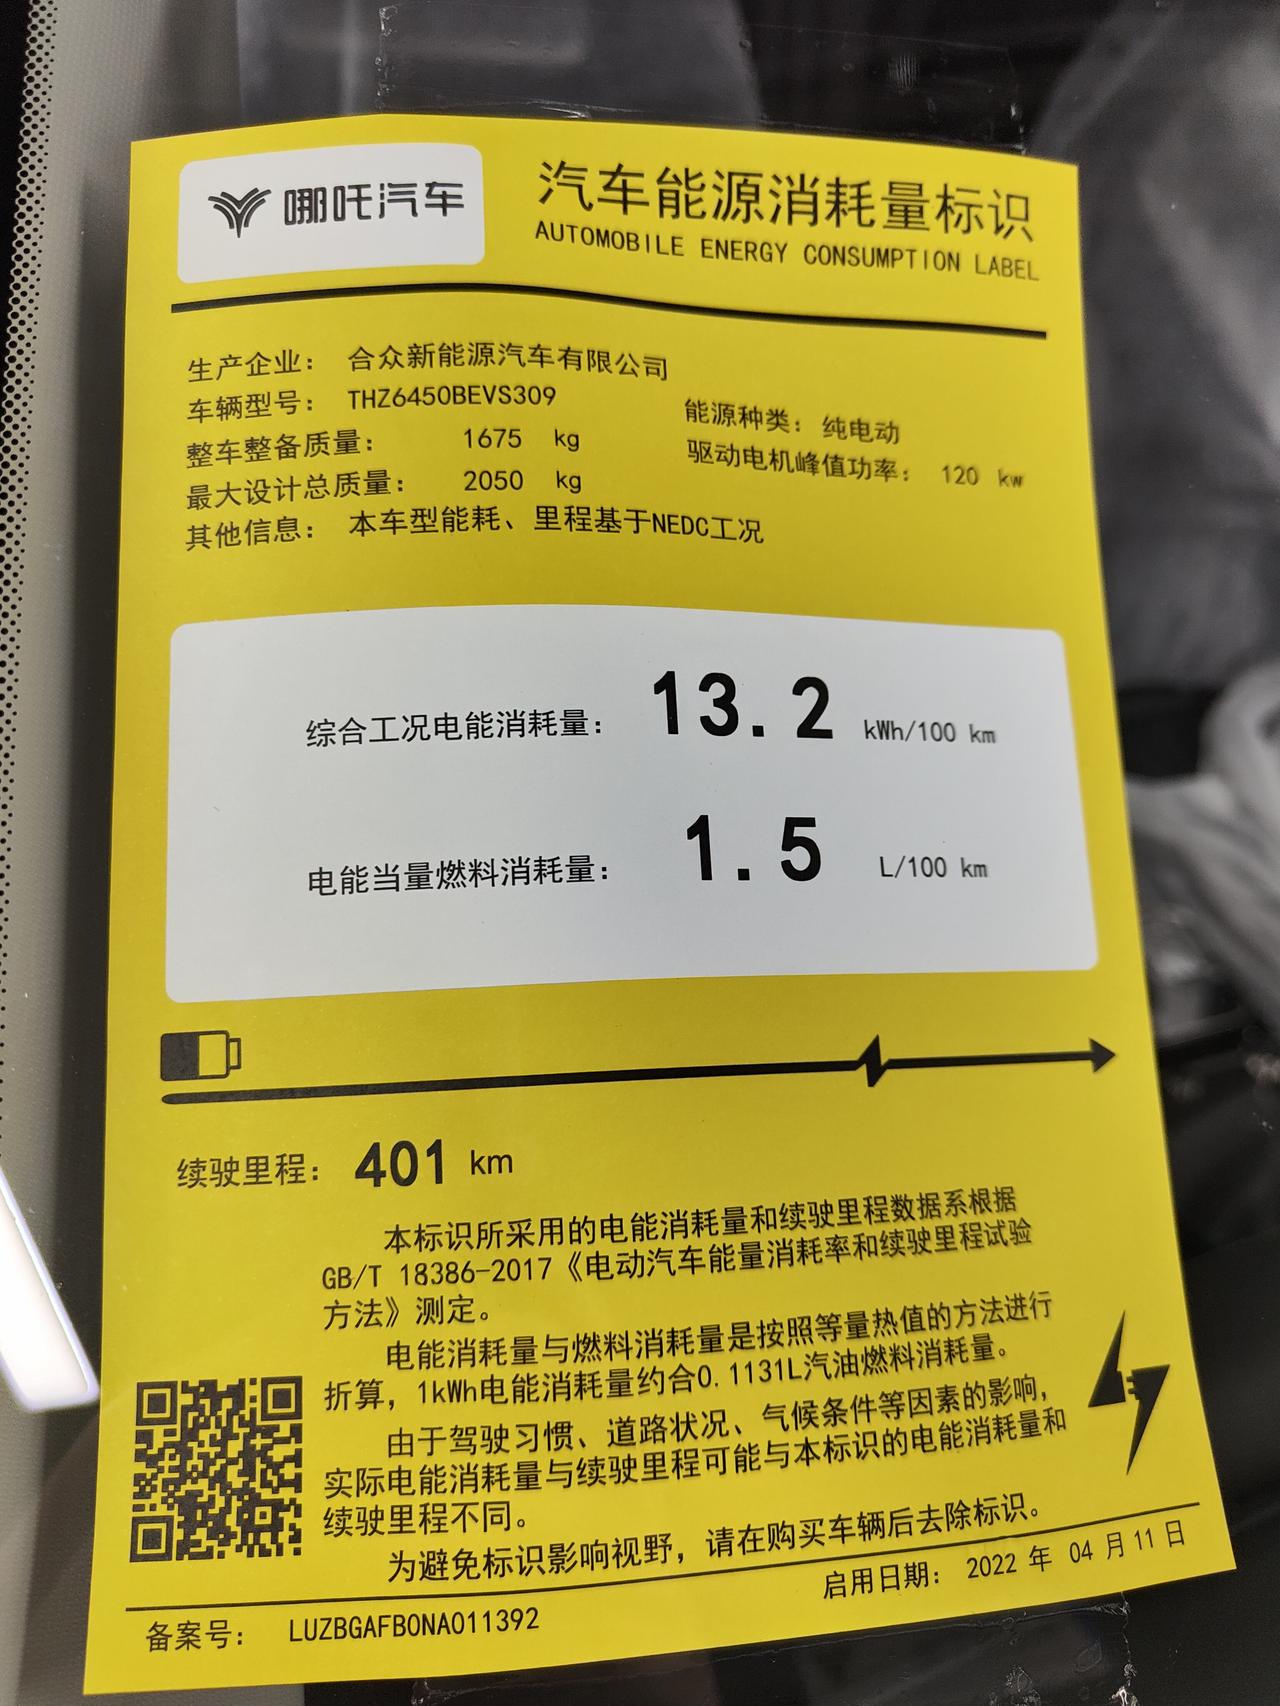 哪吒汽车
汽车能源消耗量标识
AUTOMOBILE ENERGY CONSUMPTION LABEL
生产企业： 合众新能源汽车有限公司
车辆型号： THZ6450BEVS309
能源种类：纯电动
整车整备质量： 1675 kg
驱动电机峰值功率： 120 kw
最大设计总质量： 2050 kg
其他信息： 本车型能耗、里程基于NEDC工况
综合工况电能消耗量： 13.2 kWh/100 km
电能当量燃料消耗量： 1.5 L/100 km
续驶里程： 401 km
本标识所采用的电能消耗量和续驶里程数据系根据
GB/T 18386-2017《电动汽车能量消耗率和续驶里程试验
方法》测定。
电能消耗量与燃料消耗量是按照等量热值的方法进行
折算，1kWh电能消耗量约合0.1131L汽油燃料消耗量。
由于驾驶习惯、道路状况、气候条件等因素的影响，
实际电能消耗量与续驶里程可能与本标识的电能消耗量和
续驶里程不同。
为避免标识影响视野，请在购买车辆后去除标识。
启用日期： 2022 年 04 月 11 日
备案号： LUZBGAFB0NA011392